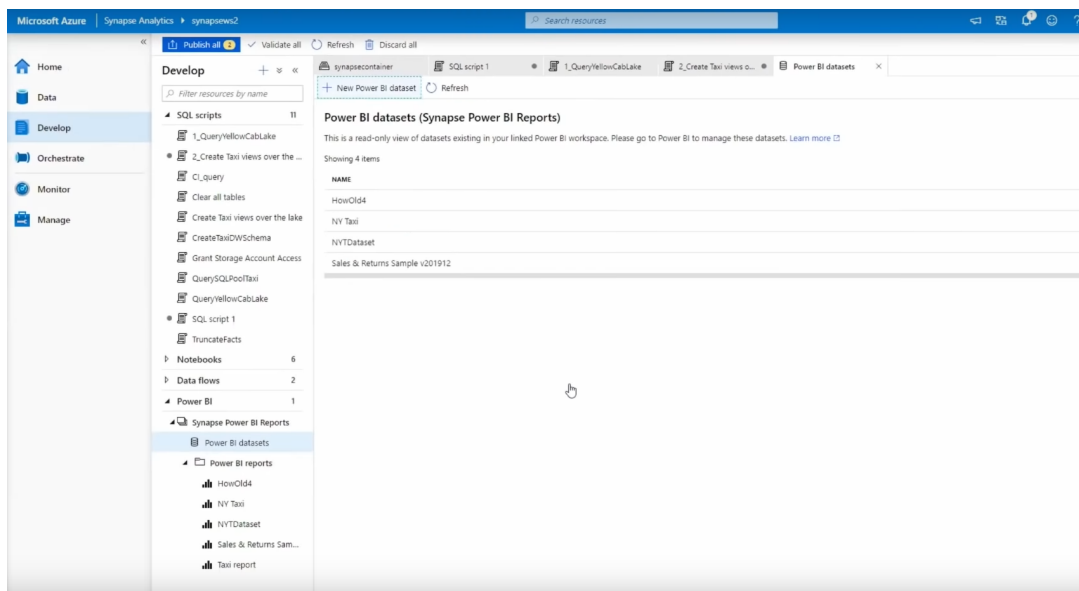 Microsoft Azure Synapse Analytics synapsews2 Search resources 1 ?
Publish all 2 Validate all Refresh Discard all
Home
Data
Develop
Orchestrate
Monitor
Manage
Develop
Filter resources by name
SQL scripts 11
1_QueryYellowCabLake
2_Create Taxi views over the ...
CI_query
Clear all tables
Create Taxi views over the lake
CreateTaxiDWSchema
Grant Storage Account Access
QuerySQLPoolTaxi
QueryYellowCabLake
SQL script 1
TruncateFacts
Notebooks 6
Data flows 2
Power BI 1
Synapse Power BI Reports
Power BI datasets
Power BI reports
HowOld4
NY Taxi
NYTDataset
Sales & Returns Sam...
Taxi report
synapsecontainer SQL script 1 1_QueryYellowCabLake 2_Create Taxi views o... Power BI datasets
New Power BI dataset Refresh
Power BI datasets (Synapse Power BI Reports)
This is a read-only view of datasets existing in your linked Power BI workspace. Please go to Power BI to manage these datasets. Learn more
Showing 4 items
NAME
HowOld4
NY Taxi
NYTDataset
Sales & Returns Sample v201912